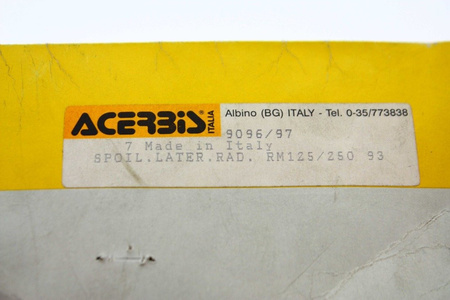 ACERBIS ITALIA Albino (BG) ITALY - Tel. 0-35/773838
9096/97
7 Made in Italy
SPOIL.LATER.RAD. RM125/250 93